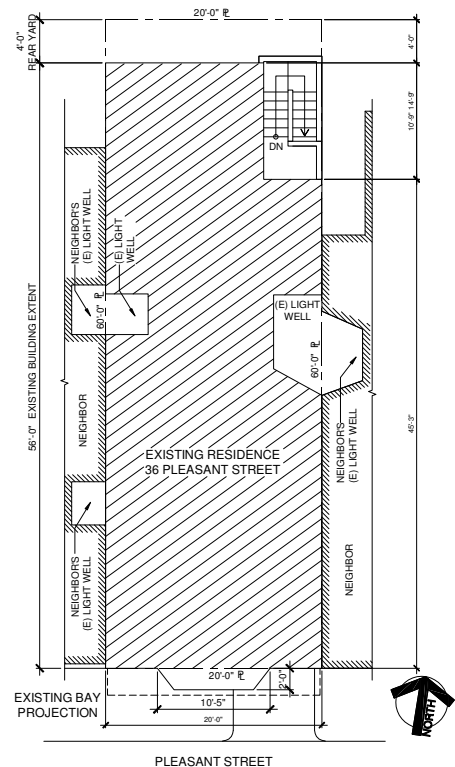 20'-0" ℄
4'-0"
REAR YARD
4'-0"
10'-9"
14'-9"
DN
NEIGHBOR'S
(E) LIGHT WELL
(E) LIGHT
WELL
60'-0" ℄
(E) LIGHT
WELL
60'-0" ℄
56'-0" EXISTING BUILDING EXTENT
NEIGHBOR
45'-3"
EXISTING RESIDENCE
36 PLEASANT STREET
NEIGHBOR'S
(E) LIGHT WELL
NEIGHBOR'S
(E) LIGHT WELL
NEIGHBOR
20'-0" ℄
2'-0"
EXISTING BAY
PROJECTION
10'-5"
20'-0"
NORTH
PLEASANT STREET